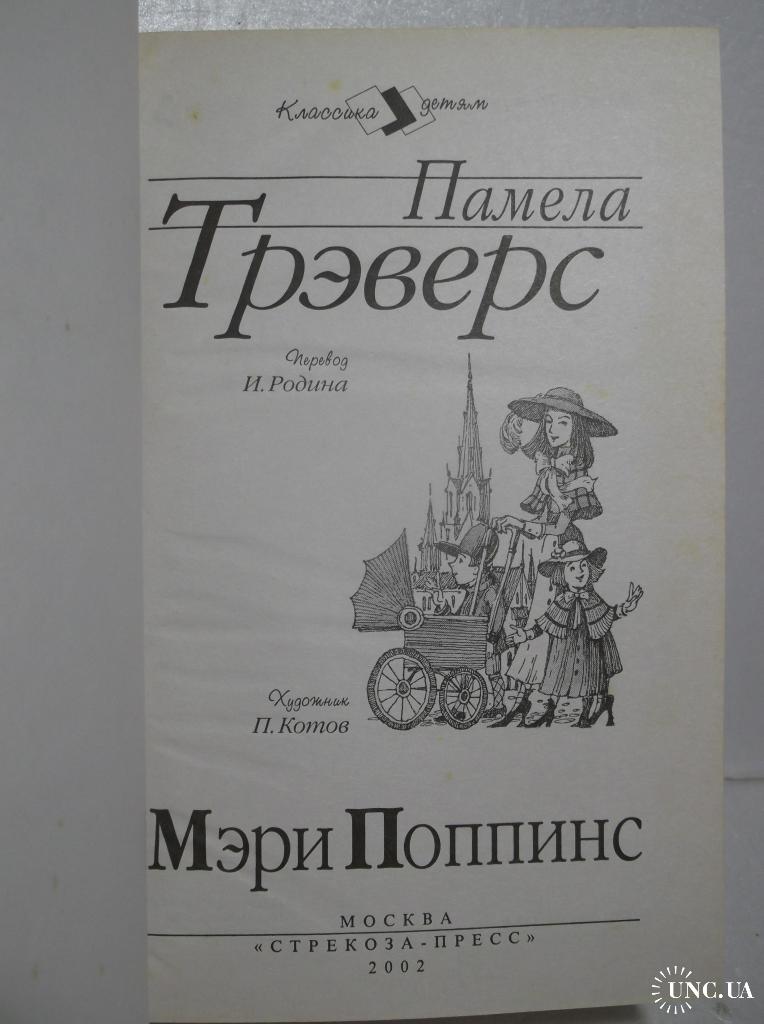 Классика детям
Памела
Трэверс
Перевод
И. Родина
Художник
П. Котов
Мэри Поппинс
МОСКВА
«СТРЕКОЗА-ПРЕСС»
2002
UNC.UA